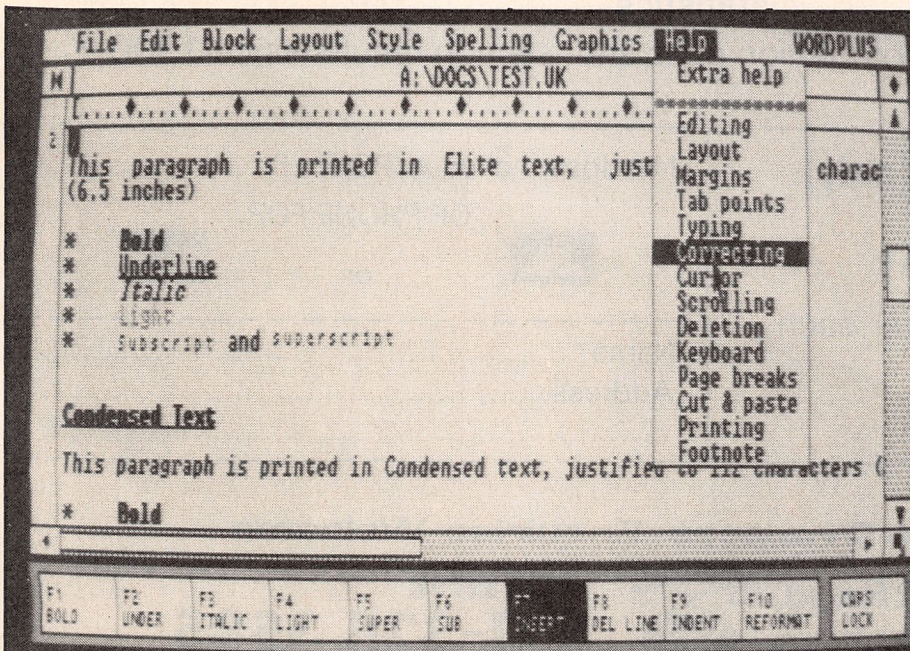 File Edit Block Layout Style Spelling Graphics Help WORDPLUS
A:\DOCS\TEST.UK
2
This paragraph is printed in Elite text, just charac
(6.5 inches)
* Bold
* Underline
* Italic
* Light
* Subscript and superscript
Condensed Text
This paragraph is printed in Condensed text, justified to 112 characters (
* Bold
Extra help
Editing
Layout
Margins
Tab points
Typing
Correcting
Cursor
Scrolling
Deletion
Keyboard
Page breaks
Cut & paste
Printing
Footnote
F1 F2 F3 F4 F5 F6 F7 F8 F9 F10 CAPS
BOLD UNDER ITALIC LIGHT SUPER SUB INSERT DEL LINE INDENT REFORMAT LOCK